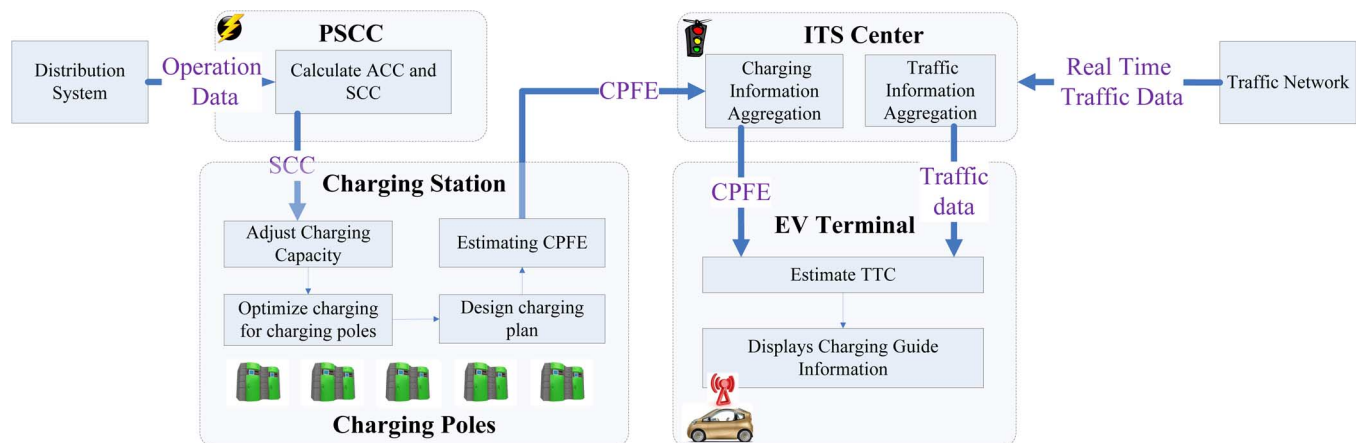 PSCC
Distribution
System
Operation
Data
Calculate ACC and
SCC
SCC
Charging Station
Adjust Charging
Capacity
Optimize charging
for charging poles
Design charging
plan
Estimating CPFE
Charging Poles
CPFE
ITS Center
Charging
Information
Aggregation
Traffic
Information
Aggregation
Real Time
Traffic Data
Traffic Network
CPFE
Traffic
data
EV Terminal
Estimate TTC
Displays Charging Guide
Information